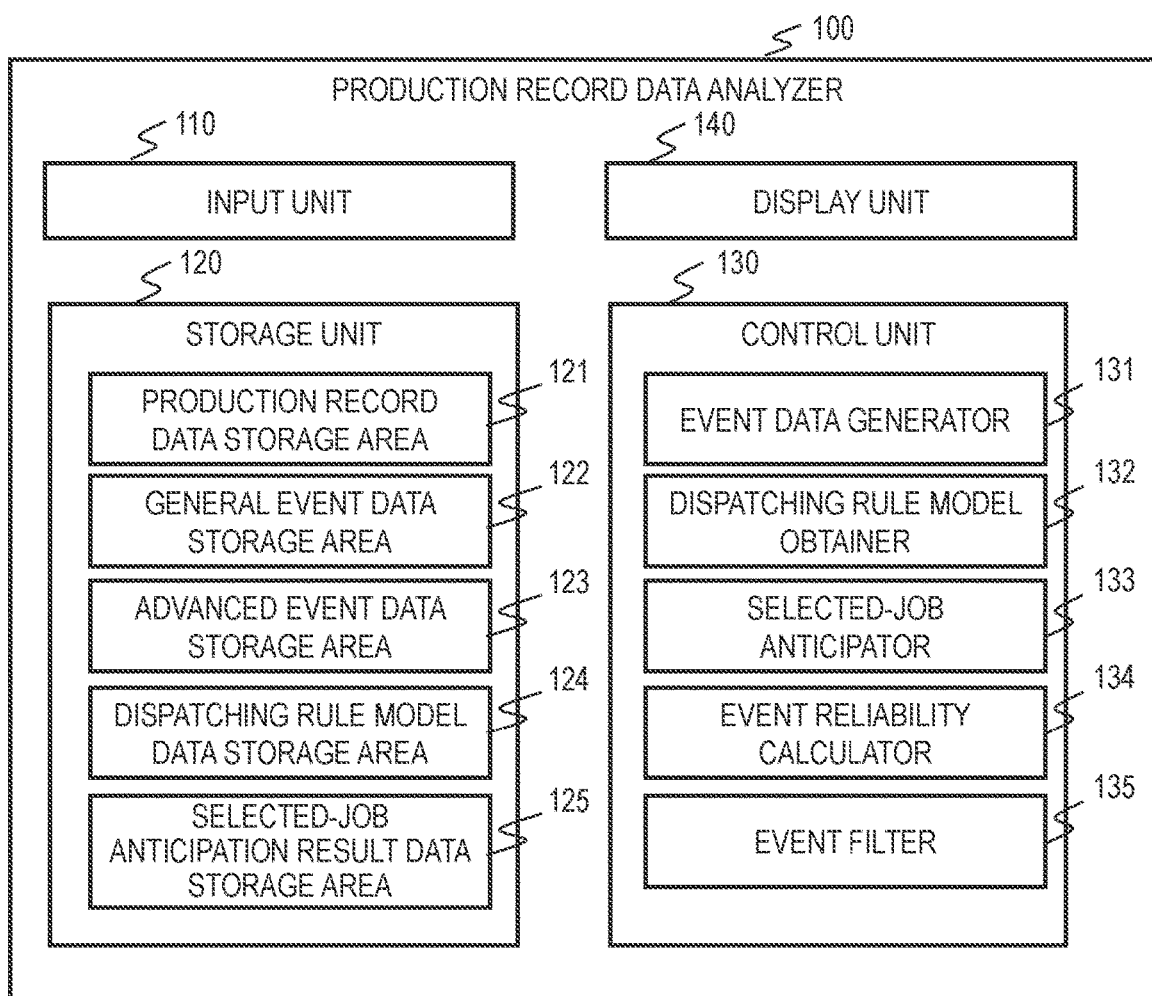 100
PRODUCTION RECORD DATA ANALYZER
110
INPUT UNIT
140
DISPLAY UNIT
120
STORAGE UNIT
121
PRODUCTION RECORD
DATA STORAGE AREA
122
GENERAL EVENT DATA
STORAGE AREA
123
ADVANCED EVENT DATA
STORAGE AREA
124
DISPATCHING RULE MODEL
DATA STORAGE AREA
125
SELECTED-JOB
ANTICIPATION RESULT DATA
STORAGE AREA
130
CONTROL UNIT
131
EVENT DATA GENERATOR
132
DISPATCHING RULE MODEL
OBTAINER
133
SELECTED-JOB
ANTICIPATOR
134
EVENT RELIABILITY
CALCULATOR
135
EVENT FILTER